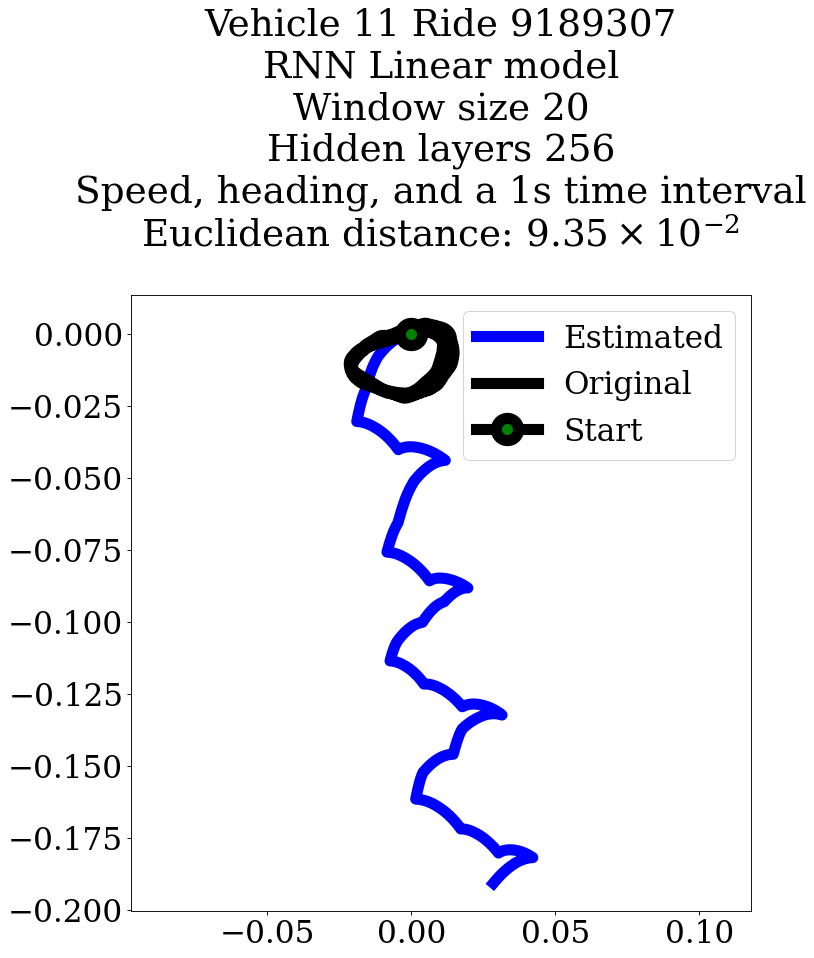 Vehicle 11 Ride 9189307
RNN Linear model
Window size 20
Hidden layers 256
Speed, heading, and a 1s time interval
Euclidean distance: 9.35 × 10⁻²
Estimated
Original
Start
0.000
−0.025
−0.050
−0.075
−0.100
−0.125
−0.150
−0.175
−0.200
−0.05 0.00 0.05 0.10